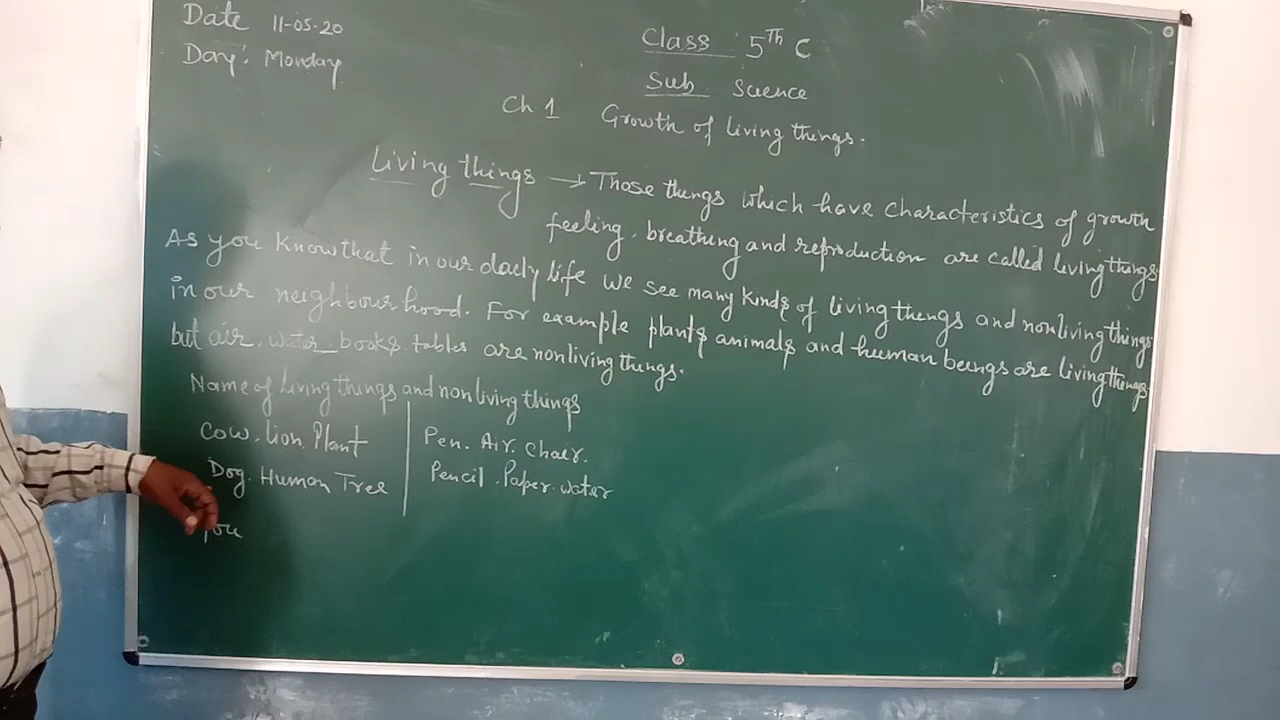 Date 11-05-20
Day: Monday
Class : 5Th C
Sub Science
Ch 1 Growth of living things.
Living things → Those things which have characteristics of growth
feeling, breathing and reproduction are called living things
As you know that in our daily life we see many kinds of living things and nonliving things
in our neighbourhood. For example plants animals and human beings are living things
but air, water, books, tables are nonliving things.
Name of living things and nonliving things
Cow. Lion. Plant | Pen. Air. Chair.
Dog. Human Tree | Pencil. Paper. water
You